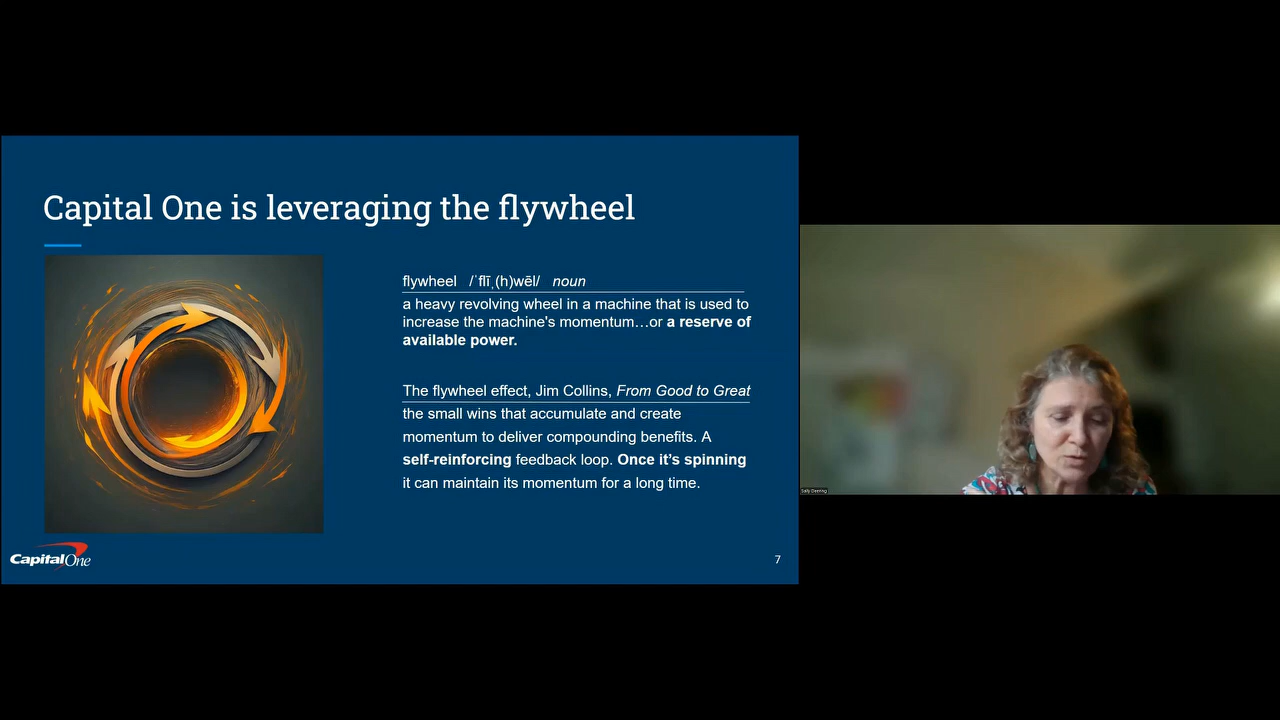 Capital One is leveraging the flywheel
flywheel /ˈflīˌ(h)wēl/ noun
a heavy revolving wheel in a machine that is used to
increase the machine's momentum…or a reserve of
available power.
The flywheel effect, Jim Collins, From Good to Great
the small wins that accumulate and create
momentum to deliver compounding benefits. A
self-reinforcing feedback loop. Once it's spinning
it can maintain its momentum for a long time.
CapitalOne
7
Sally Deering